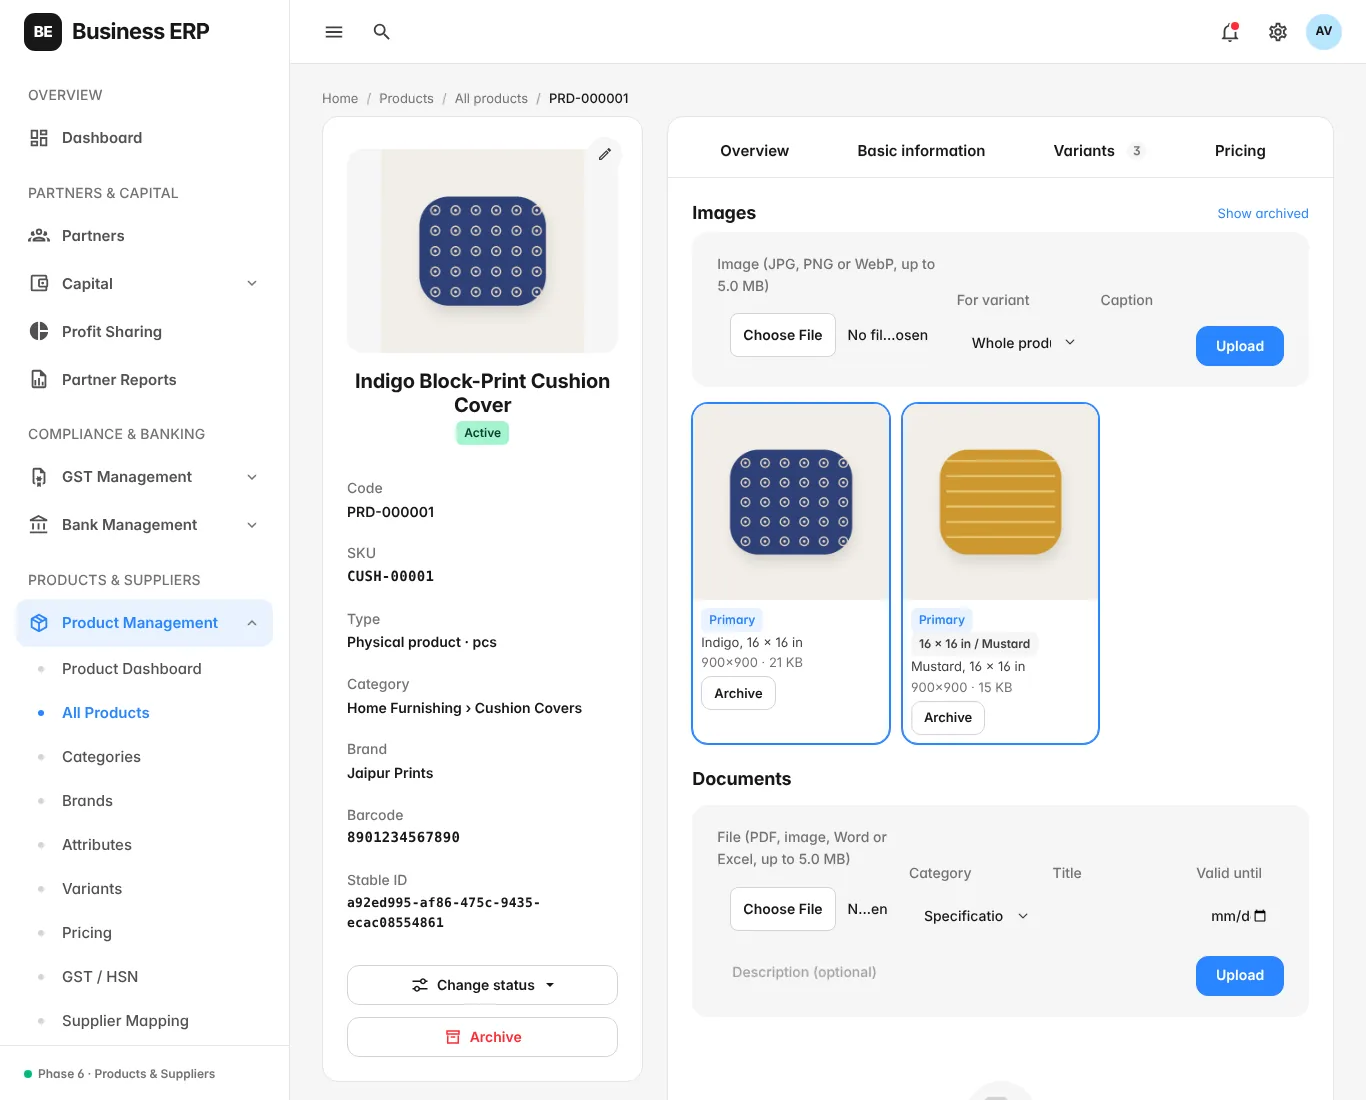 BE Business ERP
AV
OVERVIEW
Dashboard
PARTNERS & CAPITAL
Partners
Capital
Profit Sharing
Partner Reports
COMPLIANCE & BANKING
GST Management
Bank Management
PRODUCTS & SUPPLIERS
Product Management
Product Dashboard
All Products
Categories
Brands
Attributes
Variants
Pricing
GST / HSN
Supplier Mapping
Phase 6 · Products & Suppliers
Home / Products / All products / PRD-000001
Indigo Block-Print Cushion
Cover
Active
Code
PRD-000001
SKU
CUSH-00001
Type
Physical product · pcs
Category
Home Furnishing › Cushion Covers
Brand
Jaipur Prints
Barcode
8901234567890
Stable ID
a92ed995-af86-475c-9435-
ecac08554861
Change status
Archive
Overview Basic information Variants 3 Pricing
Images Show archived
Image (JPG, PNG or WebP, up to
5.0 MB)
For variant Caption
Choose File No fil...osen Whole produ Upload
Primary
Indigo, 16 × 16 in
900×900 · 21 KB
Archive
Primary
16 × 16 in / Mustard
Mustard, 16 × 16 in
900×900 · 15 KB
Archive
Documents
File (PDF, image, Word or
Excel, up to 5.0 MB)
Category Title Valid until
Choose File N...en Specificatio mm/d
Description (optional) Upload